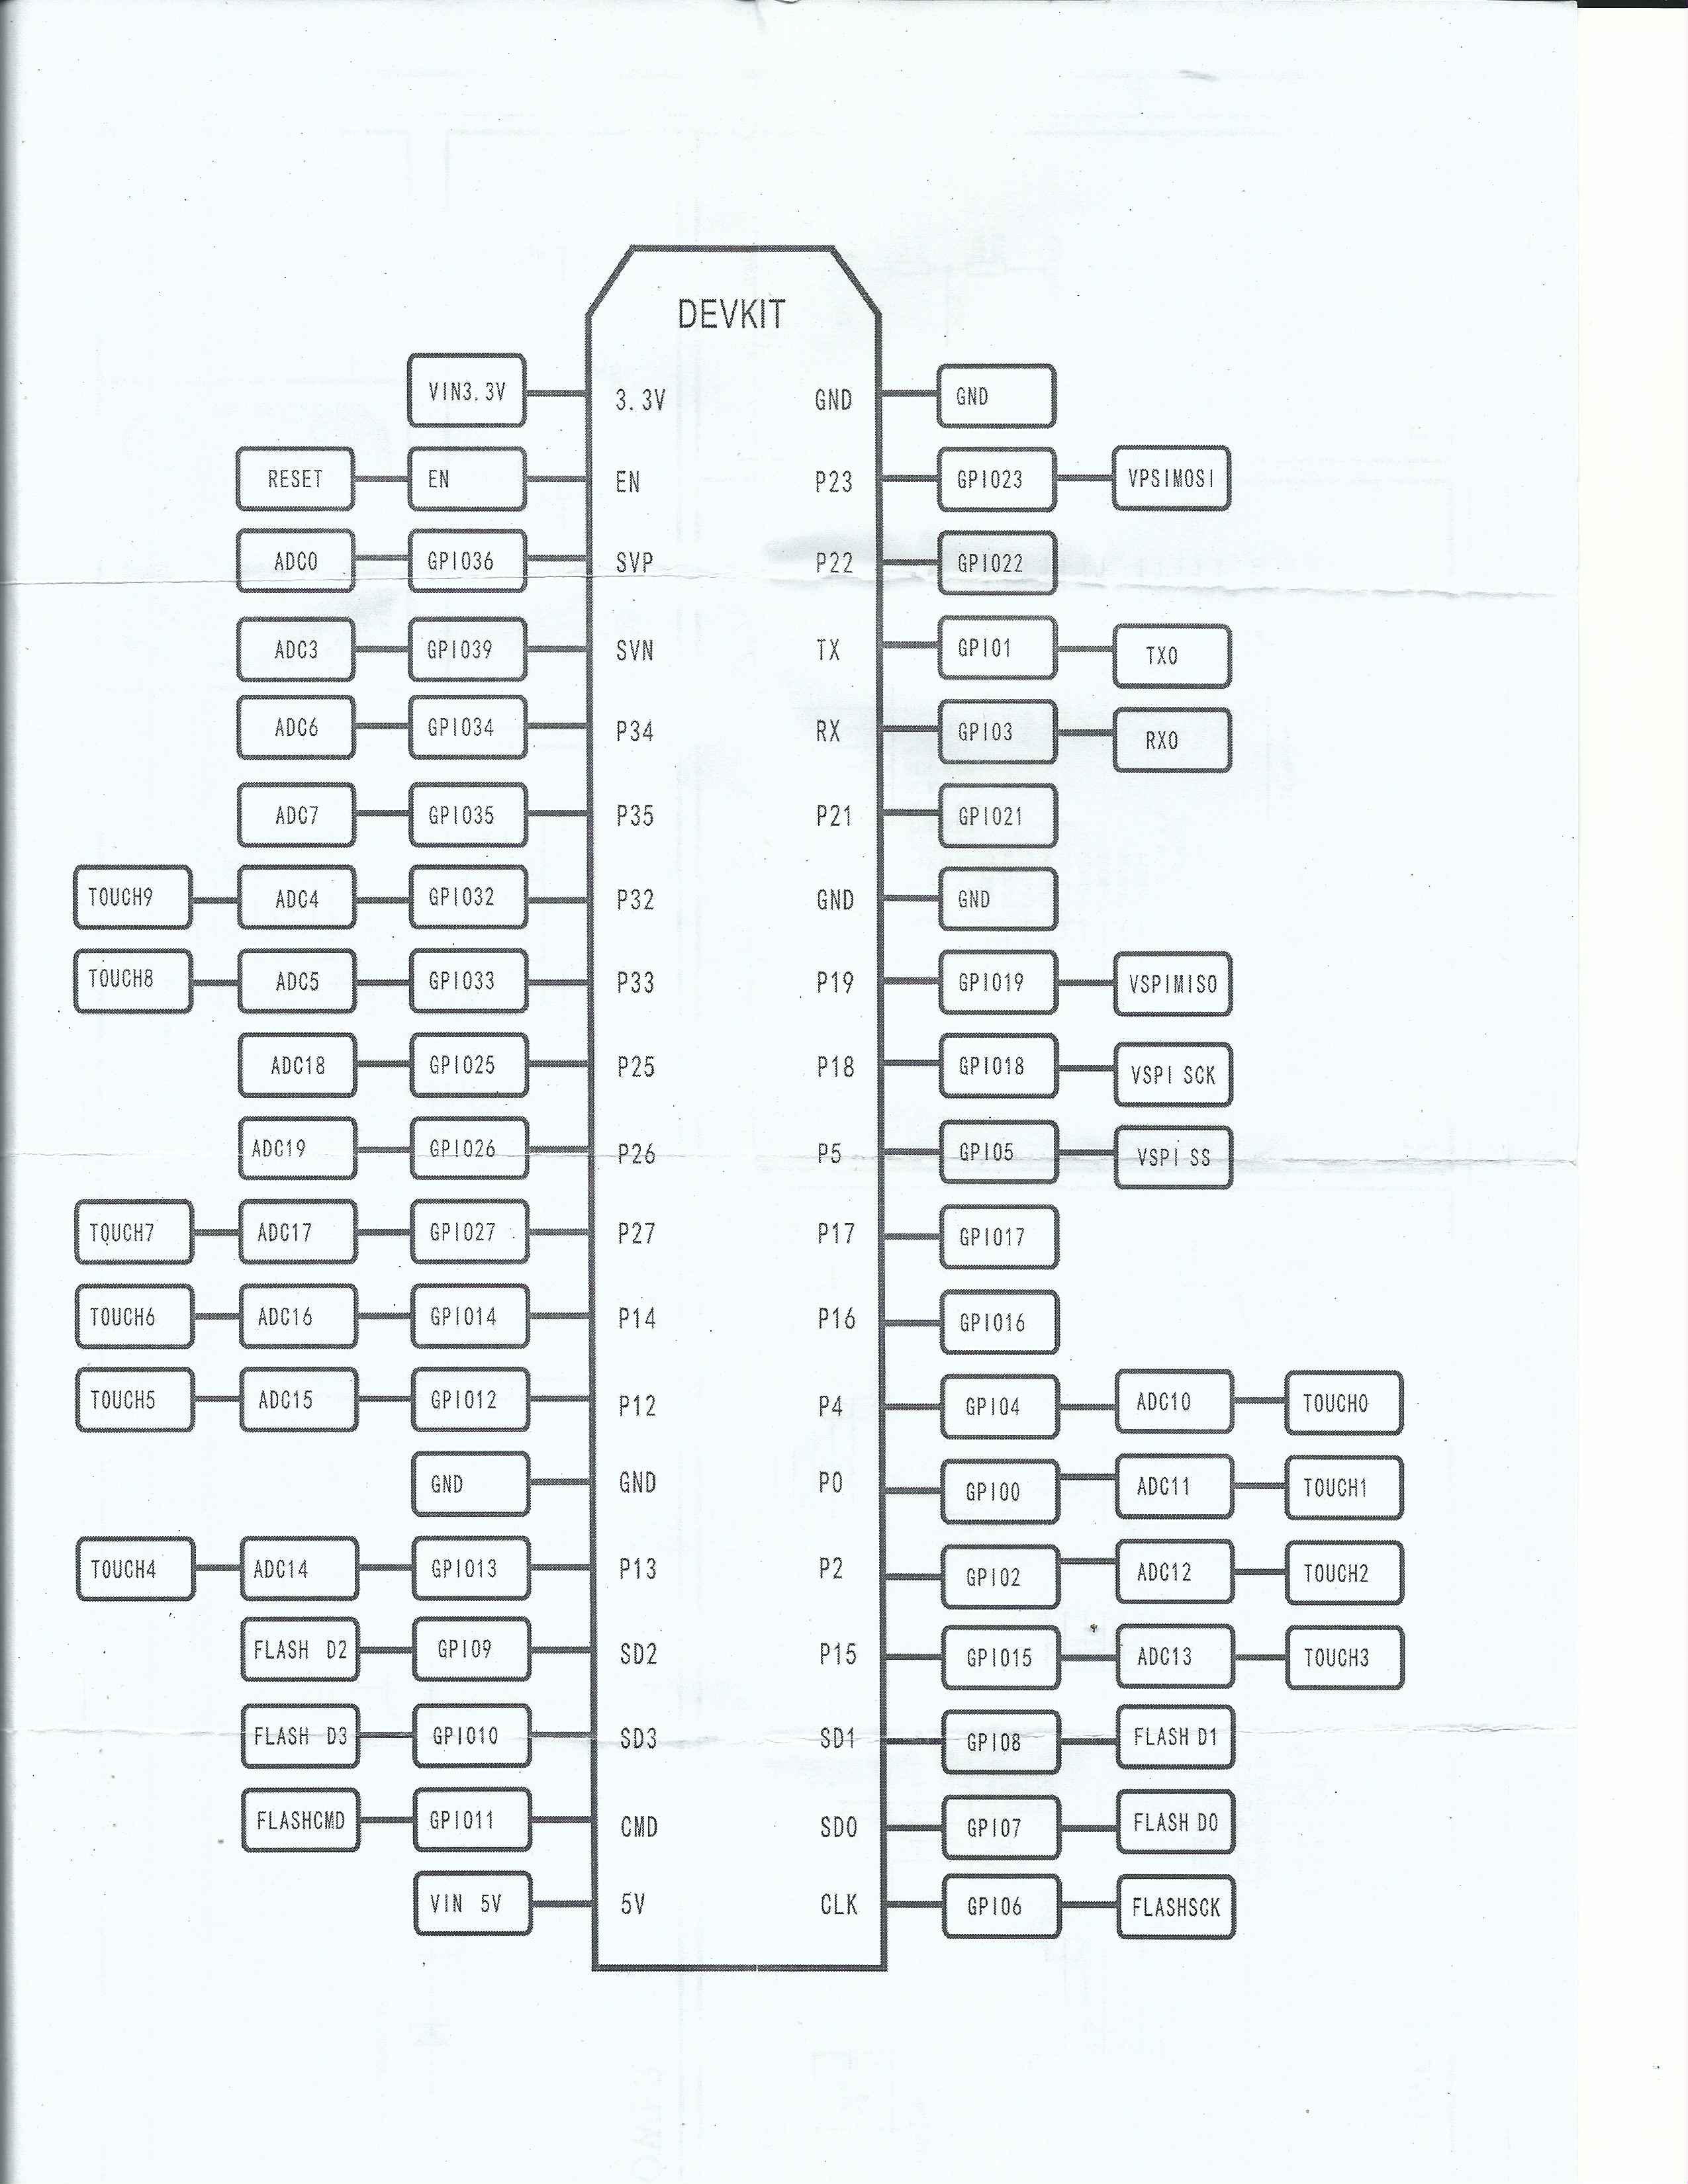 DEVKIT
VIN3.3V 3.3V GND GND
RESET EN EN P23 GPIO23 VPSIMOSI
ADC0 GPIO36 SVP P22 GPIO22
ADC3 GPIO39 SVN TX GPIO1 TX0
ADC6 GPIO34 P34 RX GPIO3 RX0
ADC7 GPIO35 P35 P21 GPIO21
TOUCH9 ADC4 GPIO32 P32 GND GND
TOUCH8 ADC5 GPIO33 P33 P19 GPIO19 VSPIMISO
ADC18 GPIO25 P25 P18 GPIO18 VSPI SCK
ADC19 GPIO26 P26 P5 GPIO5 VSPI SS
TOUCH7 ADC17 GPIO27 P27 P17 GPIO17
TOUCH6 ADC16 GPIO14 P14 P16 GPIO16
TOUCH5 ADC15 GPIO12 P12 P4 GPIO4 ADC10 TOUCH0
GND GND P0 GPIO0 ADC11 TOUCH1
TOUCH4 ADC14 GPIO13 P13 P2 GPIO2 ADC12 TOUCH2
FLASH D2 GPIO9 SD2 P15 GPIO15 ADC13 TOUCH3
FLASH D3 GPIO10 SD3 SD1 GPIO8 FLASH D1
FLASHCMD GPIO11 CMD SD0 GPIO7 FLASH D0
VIN 5V 5V CLK GPIO6 FLASHSCK